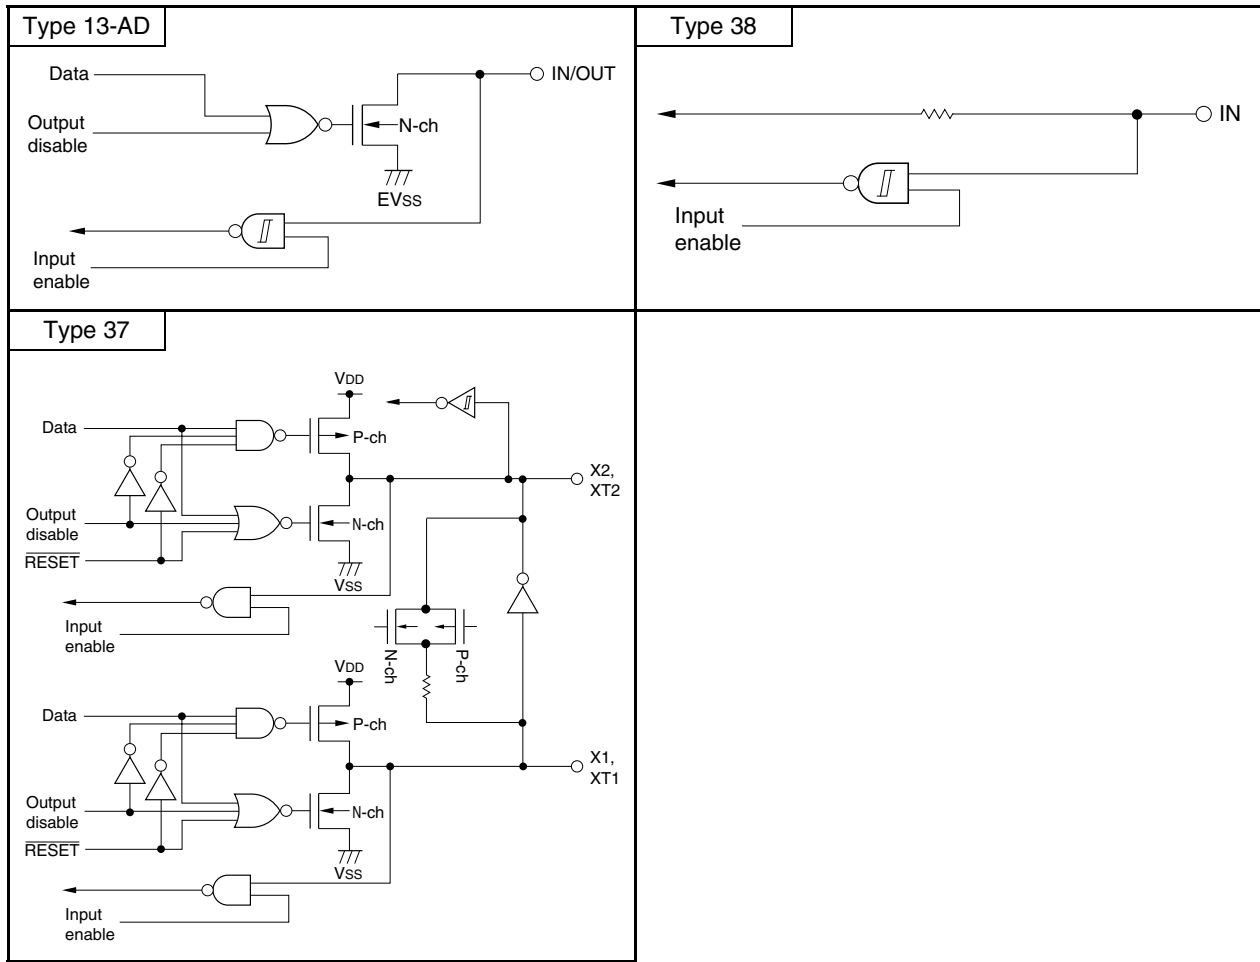 Type 13-AD
Data
Output
disable
N-ch
EVSS
IN/OUT
Input
enable
Type 38
IN
Input
enable
Type 37
VDD
Data
P-ch
X2,
XT2
Output
disable
N-ch
RESET
VSS
Input
enable
N-ch
P-ch
VDD
Data
P-ch
X1,
XT1
Output
disable
N-ch
RESET
VSS
Input
enable